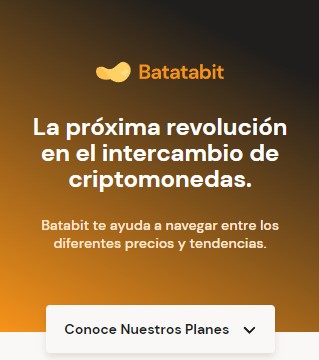 Batatabit
La próxima revolución
en el intercambio de
criptomonedas.
Batabit te ayuda a navegar entre los
diferentes precios y tendencias.
Conoce Nuestros Planes